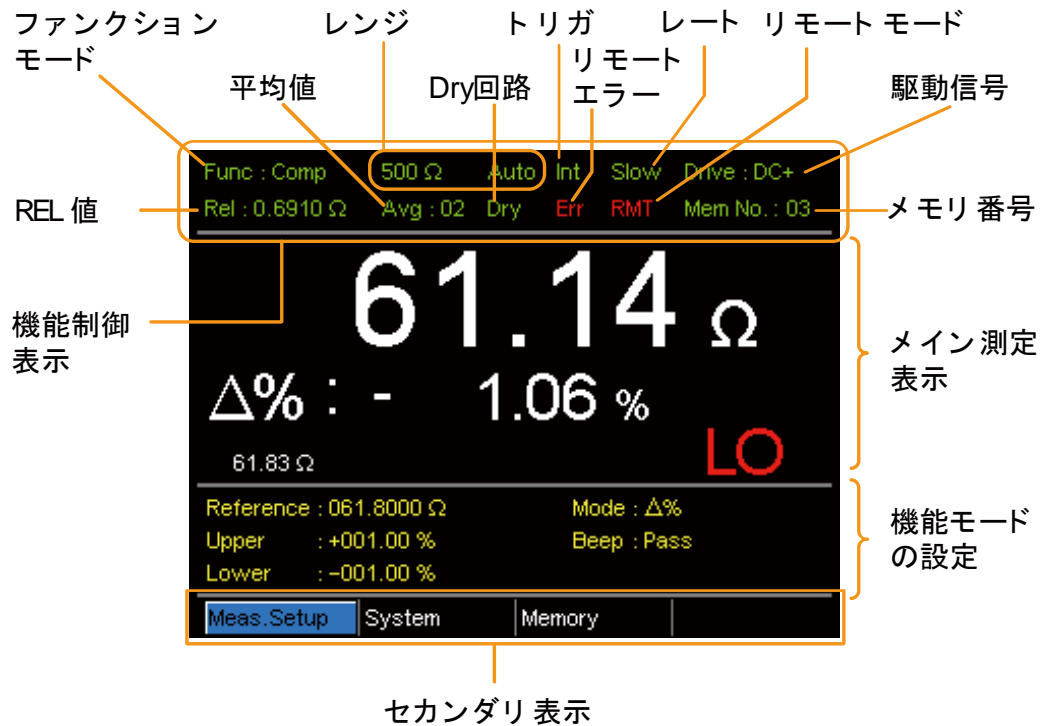 ファンクション
モード
レンジ
トリガ
レート
リモートモード
平均値
Dry回路
リモート
エラー
駆動信号
Func : Comp 500 Ω Auto Int Slow Drive : DC+
REL 値
Rel : 0.6910 Ω Avg : 02 Dry Err RMT Mem No. : 03
メモリ番号
61.14 Ω
機能制御
表示
メイン測定
表示
Δ% : - 1.06 %
LO
61.83 Ω
Reference : 061.8000 Ω Mode : Δ%
Upper : +001.00 % Beep : Pass
Lower : -001.00 %
機能モード
の設定
Meas.Setup System Memory
セカンダリ表示